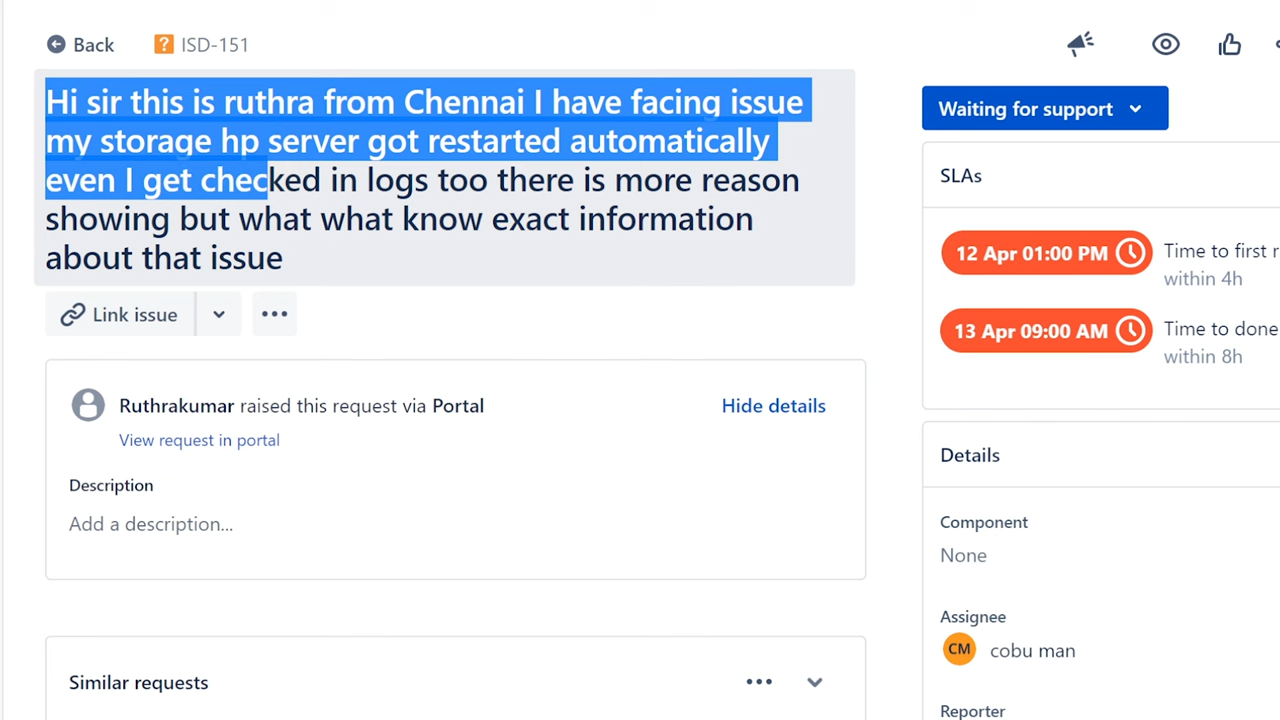 Back
? ISD-151
Hi sir this is ruthra from Chennai I have facing issue
my storage hp server got restarted automatically
even I get checked in logs too there is more reason
showing but what what know exact information
about that issue
Link issue
Ruthrakumar raised this request via Portal
Hide details
View request in portal
Description
Add a description...
Similar requests
Waiting for support
SLAs
12 Apr 01:00 PM
Time to first r
within 4h
13 Apr 09:00 AM
Time to done
within 8h
Details
Component
None
Assignee
CM cobu man
Reporter